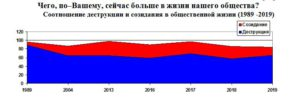 Чего, по–Вашему, сейчас больше в жизни нашего общества?
Соотношение деструкции и созидания в общественной жизни (1989 -2019)
120
100
80
60
40
20
0
1989 2004 2013 2016 2017 2018 2019
Созидание
Деструкция